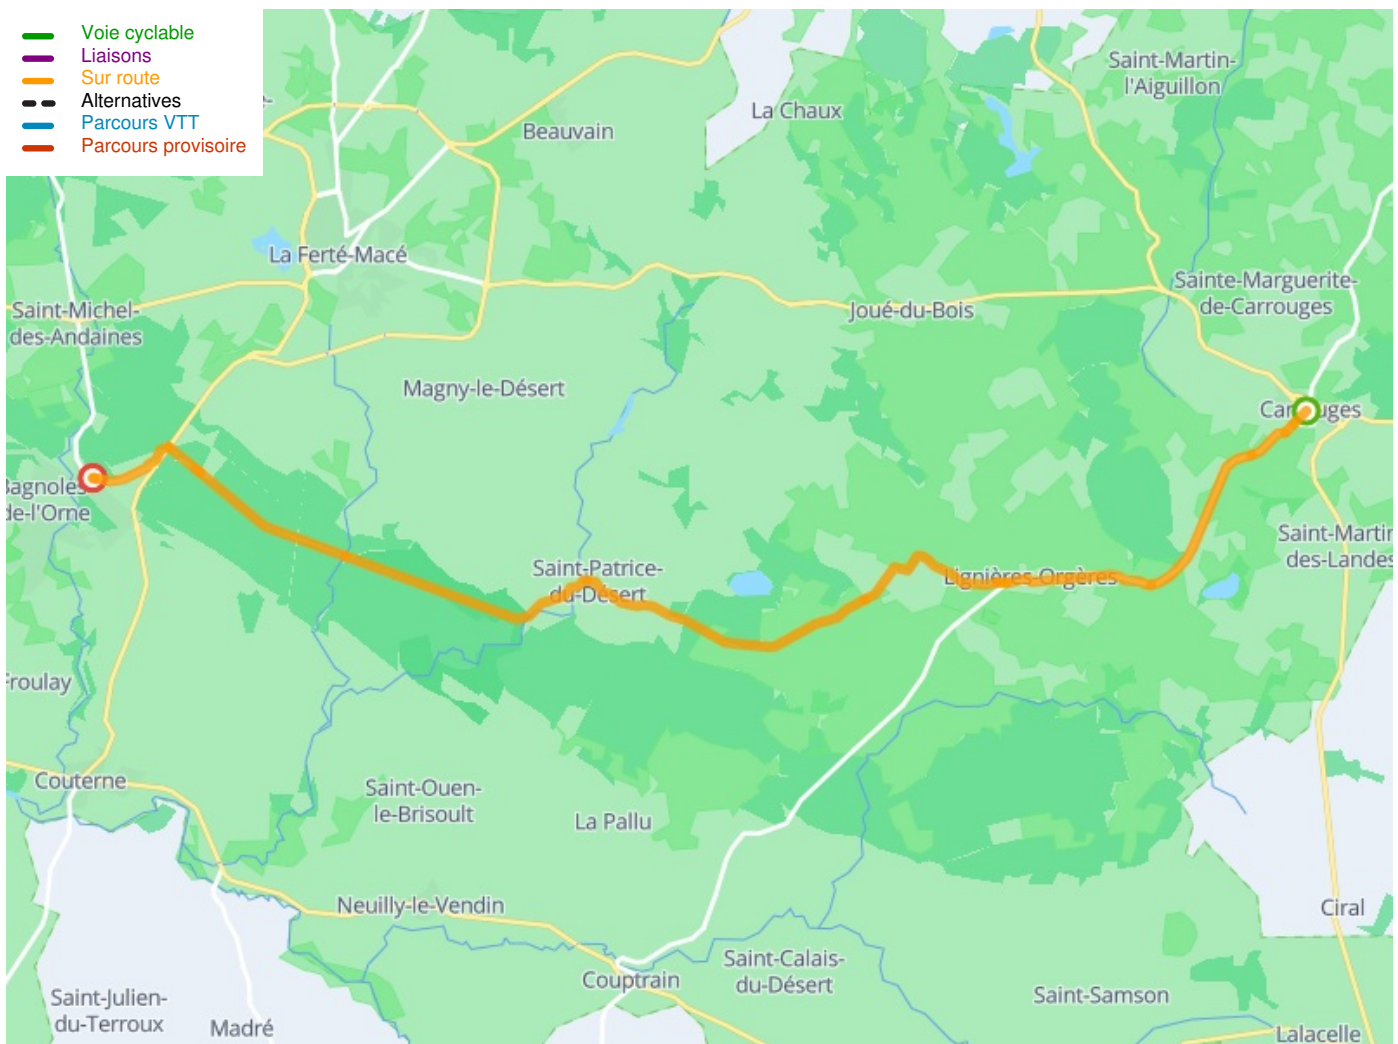 Voie cyclable
Liaisons
Sur route
Alternatives
Parcours VTT
Parcours provisoire
Saint-Martin-
l'Aiguillon
La Chaux
Beauvain
La Ferté-Macé
Sainte-Marguerite-
de-Carrouges
Saint-Michel-
des-Andaines
Joué-du-Bois
Magny-le-Désert
Carrouges
Bagnoles-
de-l'Orne
Saint-Martin
des-Landes
Saint-Patrice-
du-Désert
Lignières-Orgères
Froulay
Couterne
Saint-Ouen-
le-Brisoult
La Pallu
Neuilly-le-Vendin
Ciral
Saint-Calais-
du-Désert
Couptrain
Saint-Samson
Saint-Julien-
du-Terroux
Madré
Lalacelle